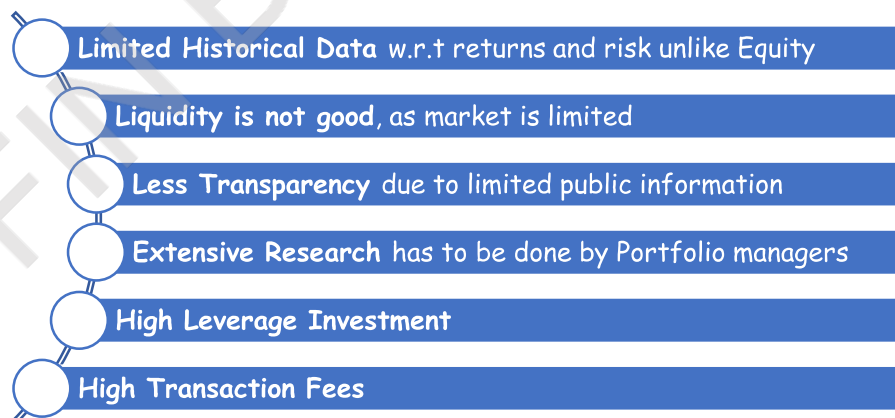 Limited Historical Data w.r.t returns and risk unlike Equity
Liquidity is not good, as market is limited
Less Transparency due to limited public information
Extensive Research has to be done by Portfolio managers
High Leverage Investment
High Transaction Fees
FIN